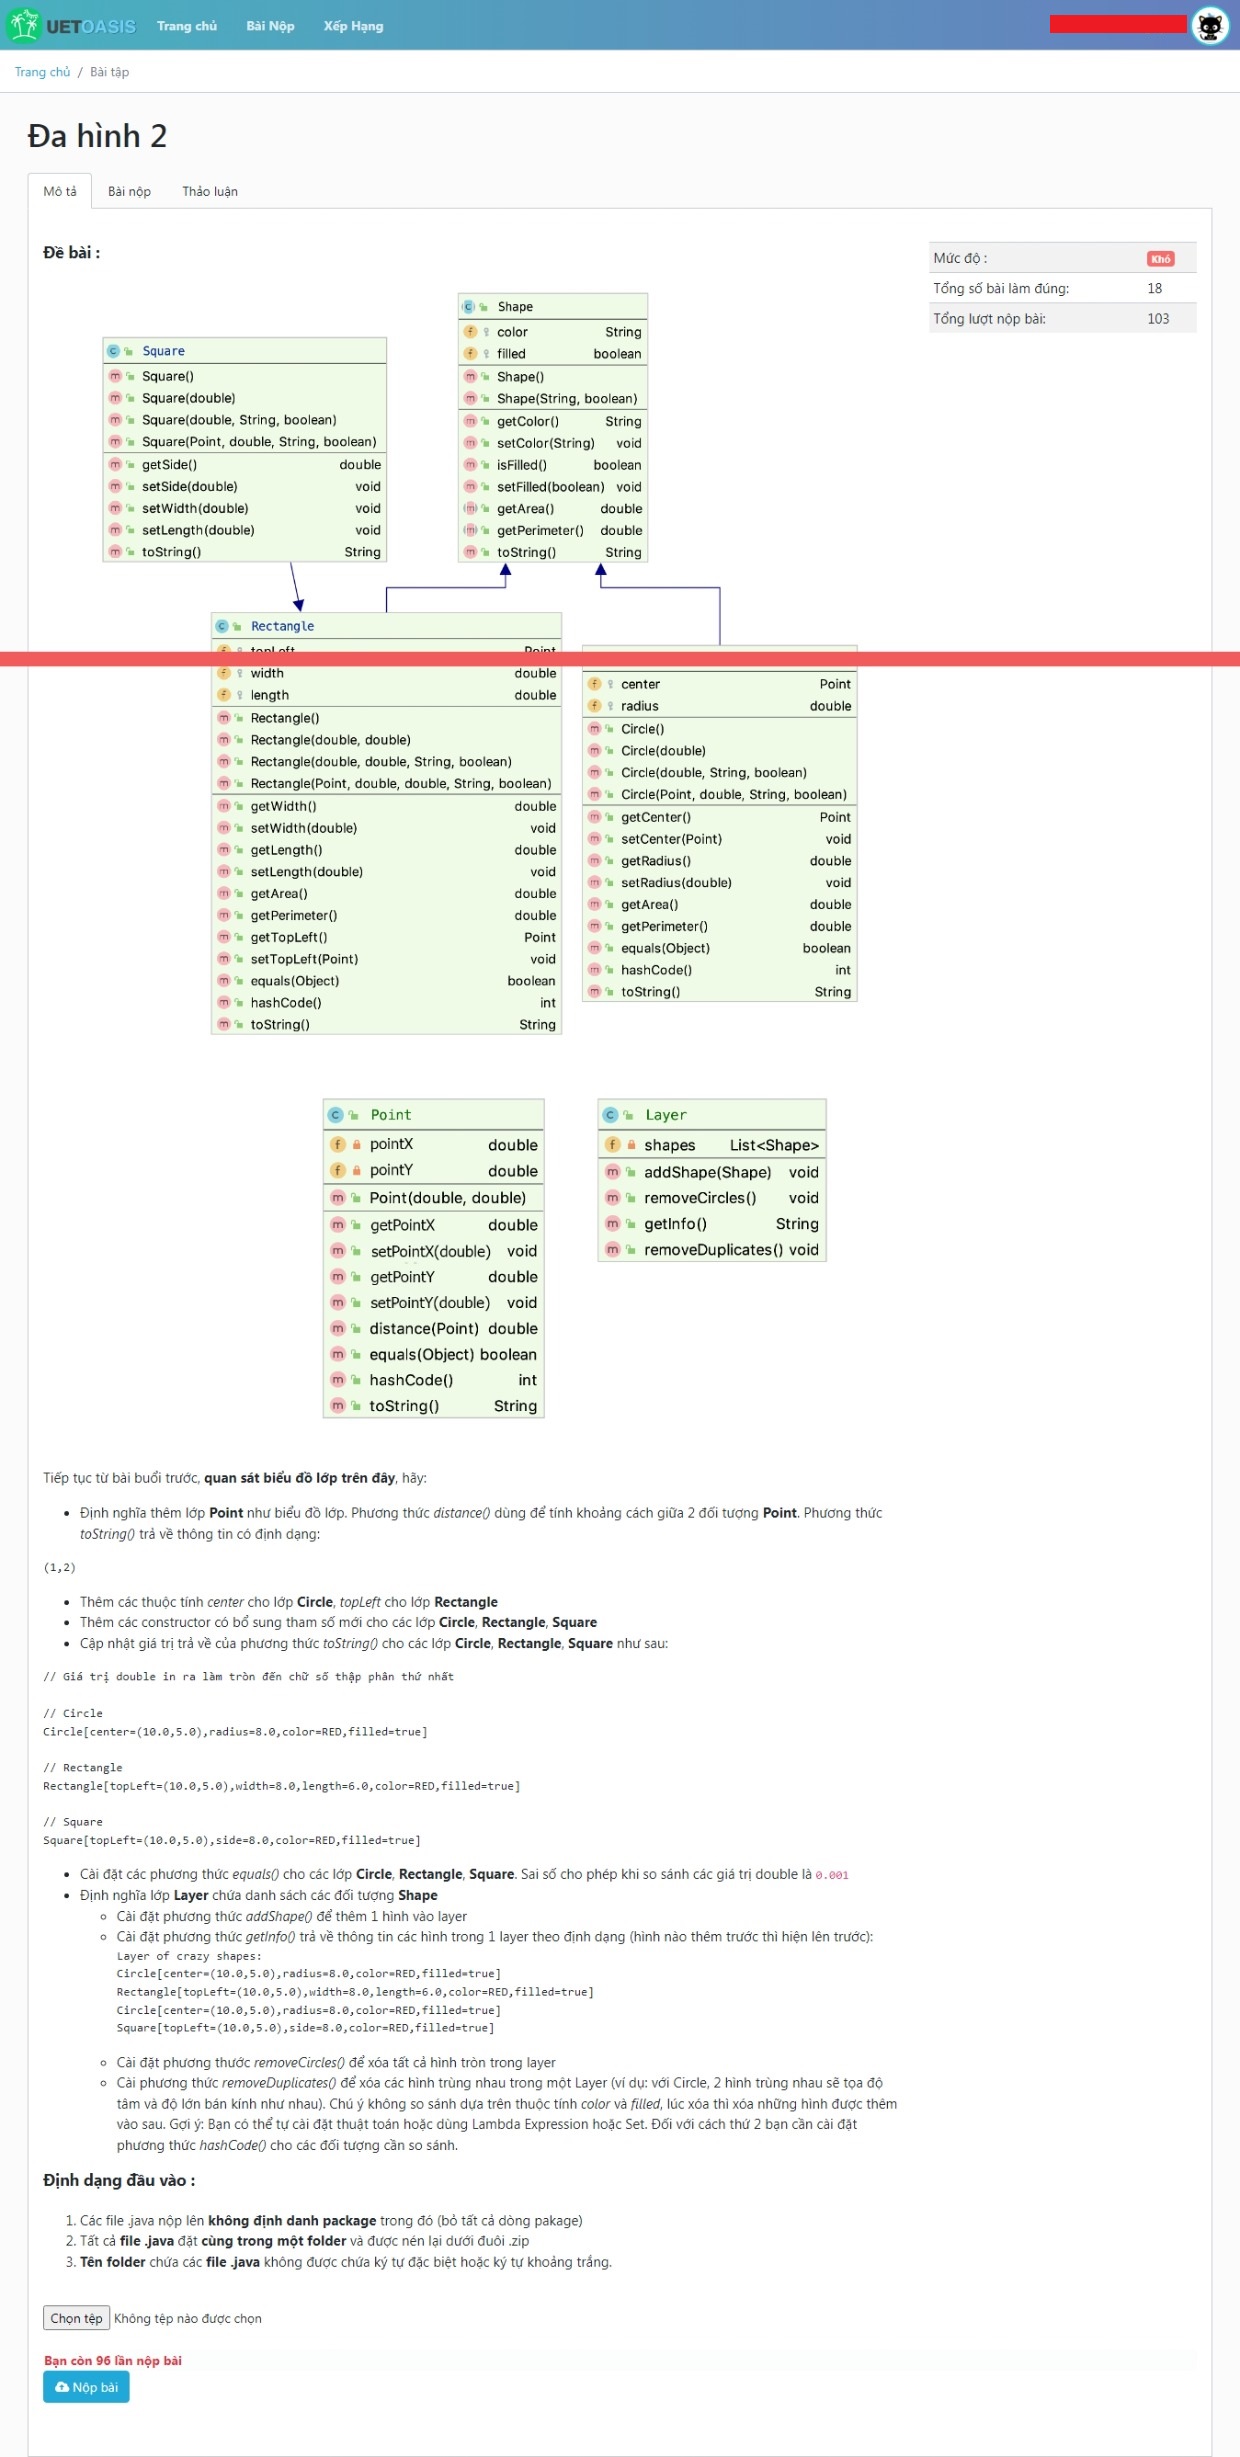 UETOASIS Trang chủ Bài Nộp Xếp Hạng
Trang chủ / Bài tập
Đa hình 2
Mô tả Bài nộp Thảo luận
Đề bài :
Mức độ : Khó
Tổng số bài làm đúng: 18
Tổng lượt nộp bài: 103
Square
Square()
Square(double)
Square(double, String, boolean)
Square(Point, double, String, boolean)
getSide() double
setSide(double) void
setWidth(double) void
setLength(double) void
toString() String
Shape
color String
filled boolean
Shape()
Shape(String, boolean)
getColor() String
setColor(String) void
isFilled() boolean
setFilled(boolean) void
getArea() double
getPerimeter() double
toString() String
Rectangle
topLeft Point
width double
length double
Rectangle()
Rectangle(double, double)
Rectangle(double, double, String, boolean)
Rectangle(Point, double, double, String, boolean)
getWidth() double
setWidth(double) void
getLength() double
setLength(double) void
getArea() double
getPerimeter() double
getTopLeft() Point
setTopLeft(Point) void
equals(Object) boolean
hashCode() int
toString() String
center Point
radius double
Circle()
Circle(double)
Circle(double, String, boolean)
Circle(Point, double, String, boolean)
getCenter() Point
setCenter(Point) void
getRadius() double
setRadius(double) void
getArea() double
getPerimeter() double
equals(Object) boolean
hashCode() int
toString() String
Point
pointX double
pointY double
Point(double, double)
getPointX double
setPointX(double) void
getPointY double
setPointY(double) void
distance(Point) double
equals(Object) boolean
hashCode() int
toString() String
Layer
shapes List<Shape>
addShape(Shape) void
removeCircles() void
getInfo() String
removeDuplicates() void
Tiếp tục từ bài buổi trước, quan sát biểu đồ lớp trên đây, hãy:
• Định nghĩa thêm lớp Point như biểu đồ lớp. Phương thức distance() dùng để tính khoảng cách giữa 2 đối tượng Point. Phương thức
toString() trả về thông tin có định dạng:
(1,2)
• Thêm các thuộc tính center cho lớp Circle, topLeft cho lớp Rectangle
• Thêm các constructor có bổ sung tham số mới cho các lớp Circle, Rectangle, Square
• Cập nhật giá trị trả về của phương thức toString() cho các lớp Circle, Rectangle, Square như sau:
// Giá trị double in ra làm tròn đến chữ số thập phân thứ nhất
// Circle
Circle[center=(10.0,5.0),radius=8.0,color=RED,filled=true]
// Rectangle
Rectangle[topLeft=(10.0,5.0),width=8.0,length=6.0,color=RED,filled=true]
// Square
Square[topLeft=(10.0,5.0),side=8.0,color=RED,filled=true]
• Cài đặt các phương thức equals() cho các lớp Circle, Rectangle, Square. Sai số cho phép khi so sánh các giá trị double là 0.001
• Định nghĩa lớp Layer chứa danh sách các đối tượng Shape
◦ Cài đặt phương thức addShape() để thêm 1 hình vào layer
◦ Cài đặt phương thức getInfo() trả về thông tin các hình trong 1 layer theo định dạng (hình nào thêm trước thì hiện lên trước):
Layer of crazy shapes:
Circle[center=(10.0,5.0),radius=8.0,color=RED,filled=true]
Rectangle[topLeft=(10.0,5.0),width=8.0,length=6.0,color=RED,filled=true]
Circle[center=(10.0,5.0),radius=8.0,color=RED,filled=true]
Square[topLeft=(10.0,5.0),side=8.0,color=RED,filled=true]
◦ Cài đặt phương thước removeCircles() để xóa tất cả hình tròn trong layer
◦ Cài phương thức removeDuplicates() để xóa các hình trùng nhau trong một Layer (ví dụ: với Circle, 2 hình trùng nhau sẽ tọa độ
tâm và độ lớn bán kính như nhau). Chú ý không so sánh dựa trên thuộc tính color và filled, lúc xóa thì xóa những hình được thêm
vào sau. Gợi ý: Bạn có thể tự cài đặt thuật toán hoặc dùng Lambda Expression hoặc Set. Đối với cách thứ 2 bạn cần cài đặt
phương thức hashCode() cho các đối tượng cần so sánh.
Định dạng đầu vào :
1. Các file .java nộp lên không định danh package trong đó (bỏ tất cả dòng pakage)
2. Tất cả file .java đặt cùng trong một folder và được nén lại dưới đuôi .zip
3. Tên folder chứa các file .java không được chứa ký tự đặc biệt hoặc ký tự khoảng trắng.
Chọn tệp Không tệp nào được chọn
Bạn còn 96 lần nộp bài
Nộp bài